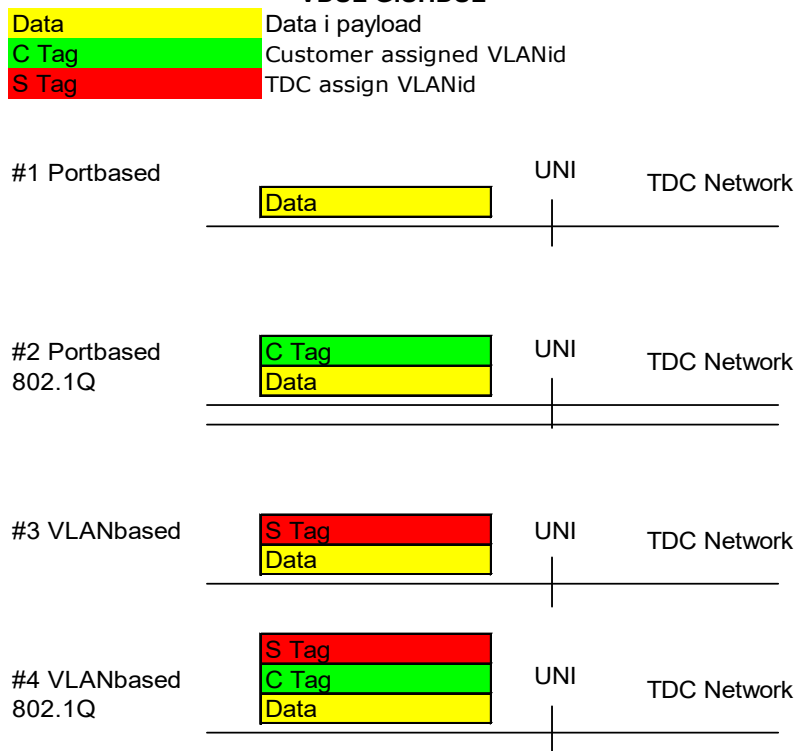 Data Data i payload
C Tag Customer assigned VLANid
S Tag TDC assign VLANid
#1 Portbased UNI TDC Network
Data
#2 Portbased C Tag UNI TDC Network
802.1Q Data
#3 VLANbased S Tag UNI TDC Network
Data
S Tag
#4 VLANbased C Tag UNI TDC Network
802.1Q Data